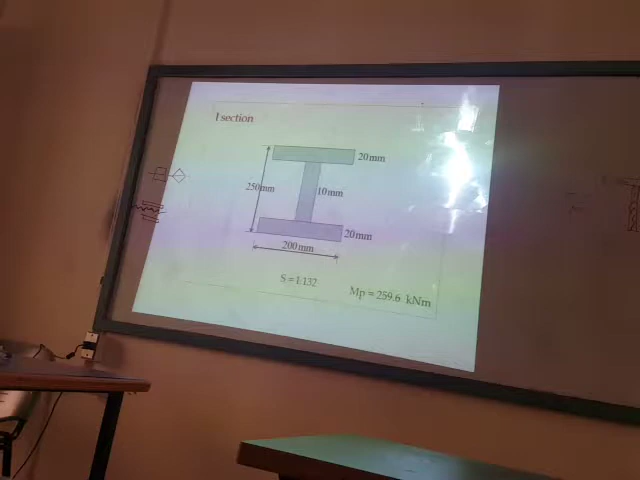 I section
20mm
250mm
10mm
20mm
200mm
S = 1.132
Mp = 259.6 kNm